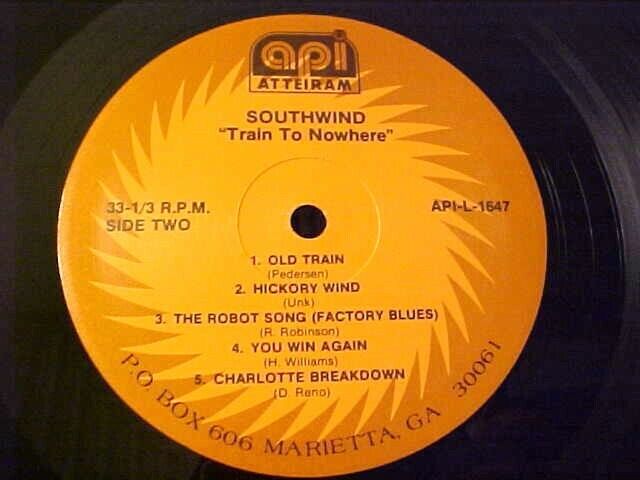 api
ATTEIRAM
SOUTHWIND
"Train To Nowhere"
33-1/3 R.P.M.
SIDE TWO
API-L-1647
1. OLD TRAIN
(Pedersen)
2. HICKORY WIND
(Unk)
3. THE ROBOT SONG (FACTORY BLUES)
(R. Robinson)
4. YOU WIN AGAIN
(H. Williams)
5. CHARLOTTE BREAKDOWN
(D. Reno)
P.O. BOX 606 MARIETTA, GA 30061